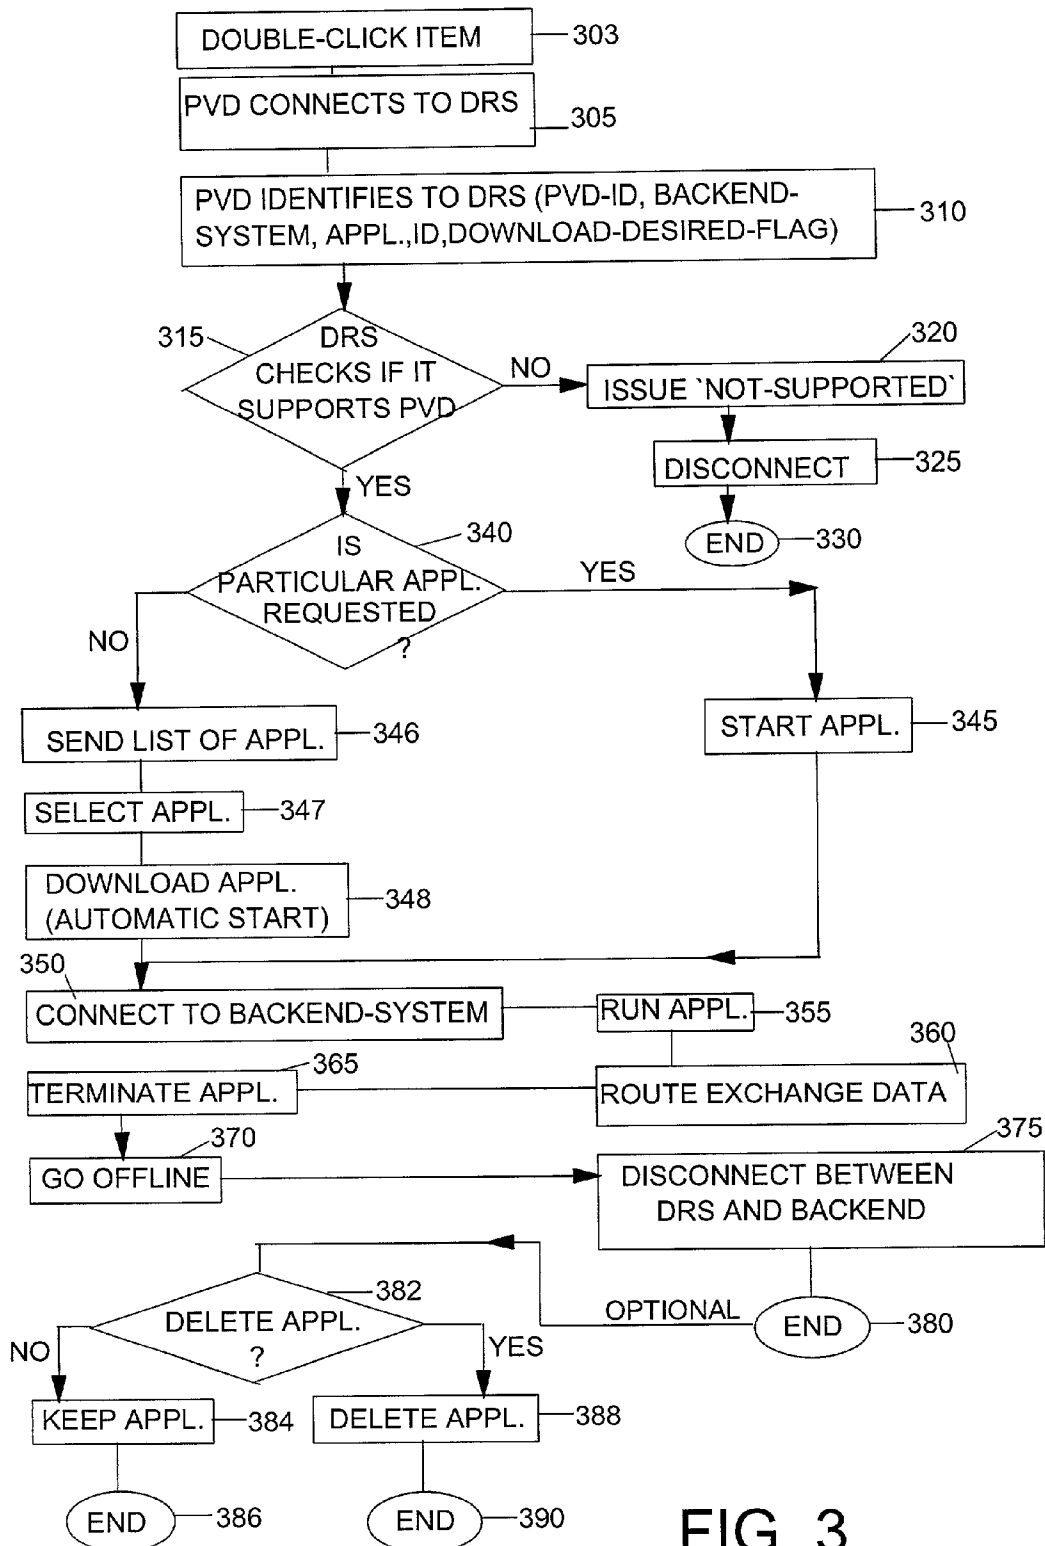 DOUBLE-CLICK ITEM
303
PVD CONNECTS TO DRS
305
PVD IDENTIFIES TO DRS (PVD-ID, BACKEND-
SYSTEM, APPL.,ID,DOWNLOAD-DESIRED-FLAG)
310
315
DRS
CHECKS IF IT
SUPPORTS PVD
NO
320
ISSUE `NOT-SUPPORTED`
DISCONNECT
325
END
330
YES
340
IS
PARTICULAR APPL.
REQUESTED
?
YES
NO
SEND LIST OF APPL.
346
START APPL.
345
SELECT APPL.
347
DOWNLOAD APPL.
(AUTOMATIC START)
348
350
CONNECT TO BACKEND-SYSTEM
RUN APPL.
355
360
365
TERMINATE APPL.
ROUTE EXCHANGE DATA
370
GO OFFLINE
375
DISCONNECT BETWEEN
DRS AND BACKEND
382
DELETE APPL.
?
OPTIONAL
END
380
NO
YES
KEEP APPL.
384
DELETE APPL.
388
END
386
END
390
FIG. 3